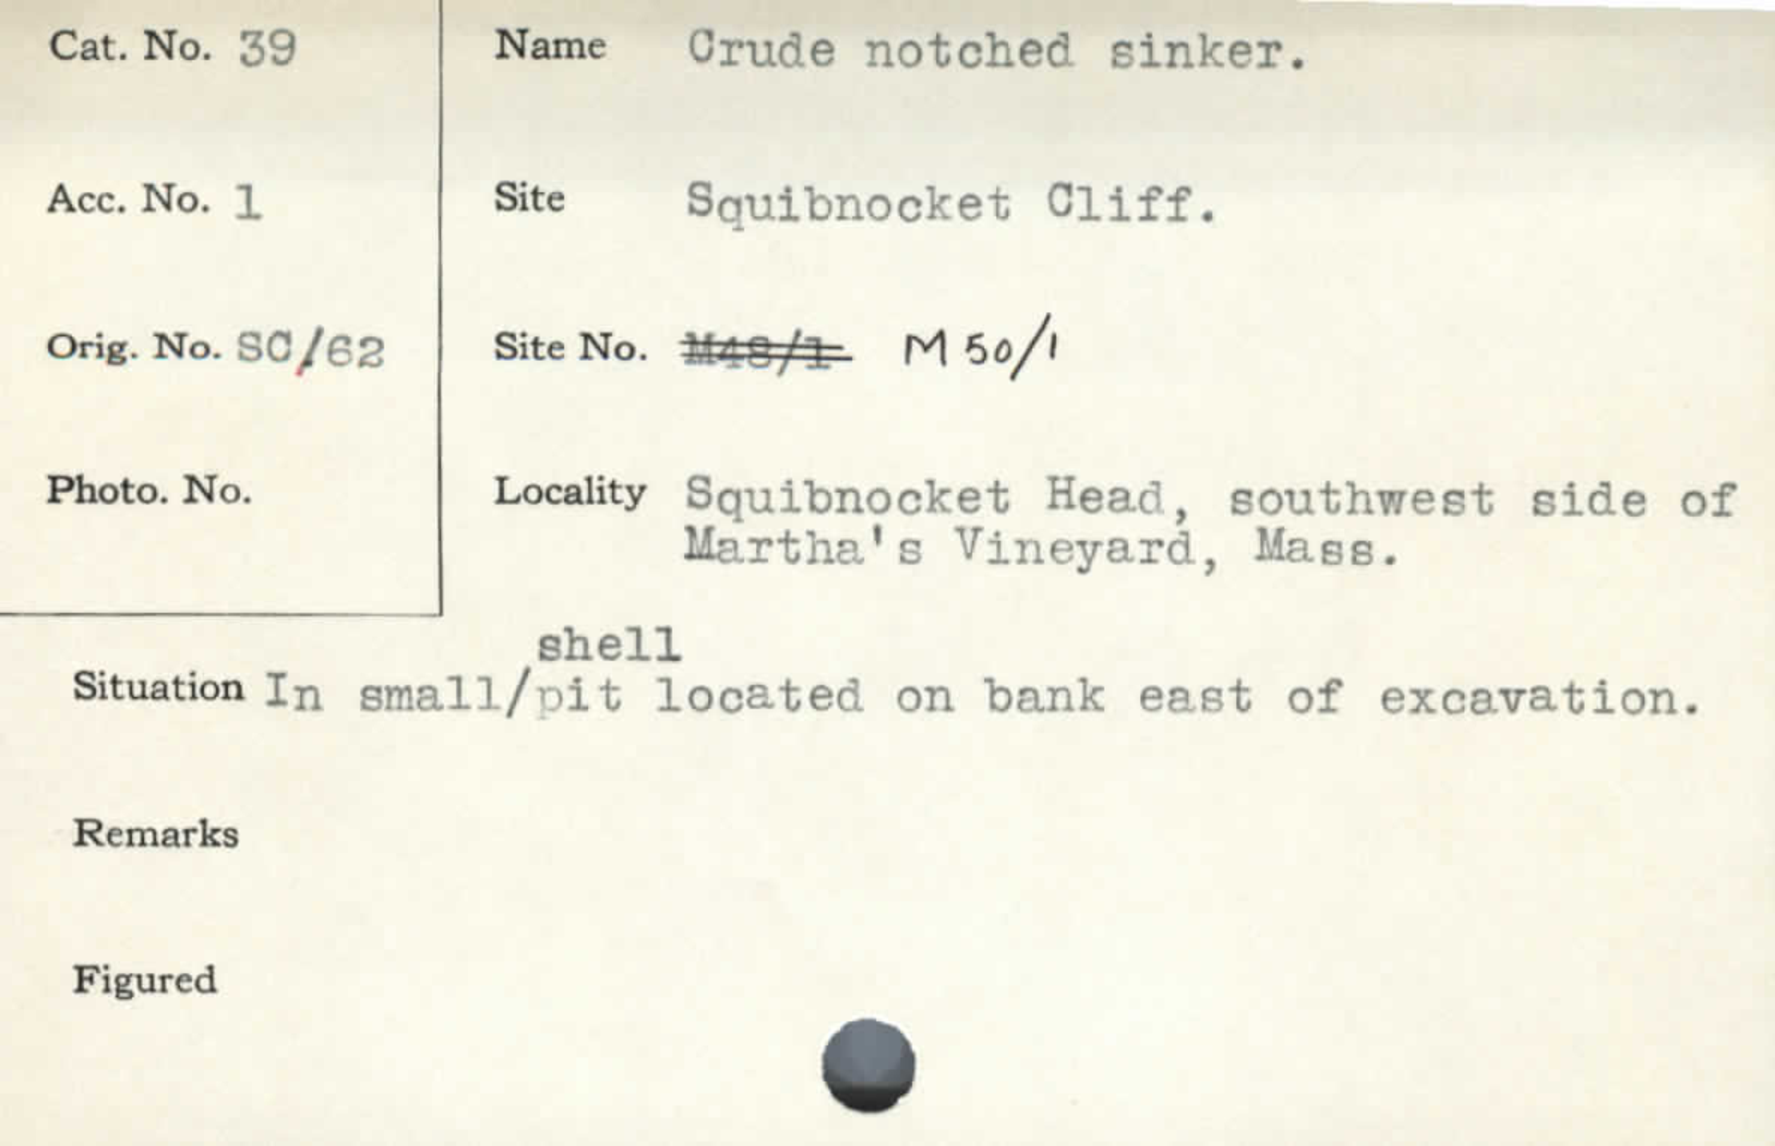 Cat. No. 39
Name Crude notched sinker.
Acc. No. 1
Site Squibnocket Cliff.
Orig. No. SC/62
Site No. M48/1 M 50/1
Photo. No.
Locality Squibnocket Head, southwest side of
Martha's Vineyard, Mass.
shell
Situation In small/pit located on bank east of excavation.
Remarks
Figured